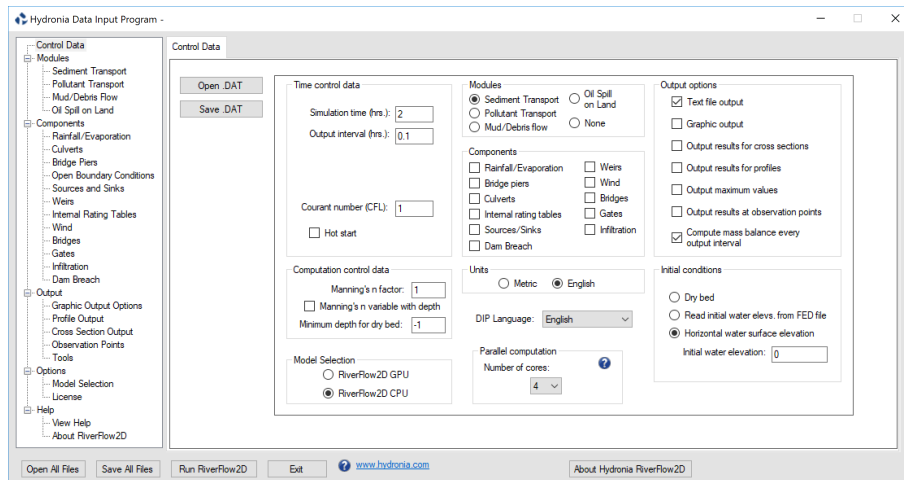 Hydronia Data Input Program -
Control Data
Modules
Sediment Transport
Pollutant Transport
Mud/Debris Flow
Oil Spill on Land
Components
Rainfall/Evaporation
Culverts
Bridge Piers
Open Boundary Conditions
Sources and Sinks
Weirs
Internal Rating Tables
Wind
Bridges
Gates
Infiltration
Dam Breach
Output
Graphic Output Options
Profile Output
Cross Section Output
Observation Points
Tools
Options
Model Selection
License
Help
View Help
About RiverFlow2D
Control Data
Open .DAT
Save .DAT
Time control data
Simulation time (hrs.): 2
Output interval (hrs.): 0.1
Courant number (CFL): 1
Hot start
Computation control data
Manning's n factor: 1
Manning's n variable with depth
Minimum depth for dry bed: -1
Model Selection
RiverFlow2D GPU
RiverFlow2D CPU
Modules
Sediment Transport
Pollutant Transport
Mud/Debris flow
Oil Spill
on Land
None
Components
Rainfall/Evaporation
Bridge piers
Culverts
Internal rating tables
Sources/Sinks
Dam Breach
Weirs
Wind
Bridges
Gates
Infiltration
Units
Metric
English
DIP Language: English
Parallel computation
Number of cores:
4
?
Output options
Text file output
Graphic output
Output results for cross sections
Output results for profiles
Output maximum values
Output results at observation points
Compute mass balance every
output interval
Initial conditions
Dry bed
Read initial water elevs. from FED file
Horizontal water surface elevation
Initial water elevation: 0
Open All Files
Save All Files
Run RiverFlow2D
Exit
?
www.hydronia.com
About Hydronia RiverFlow2D